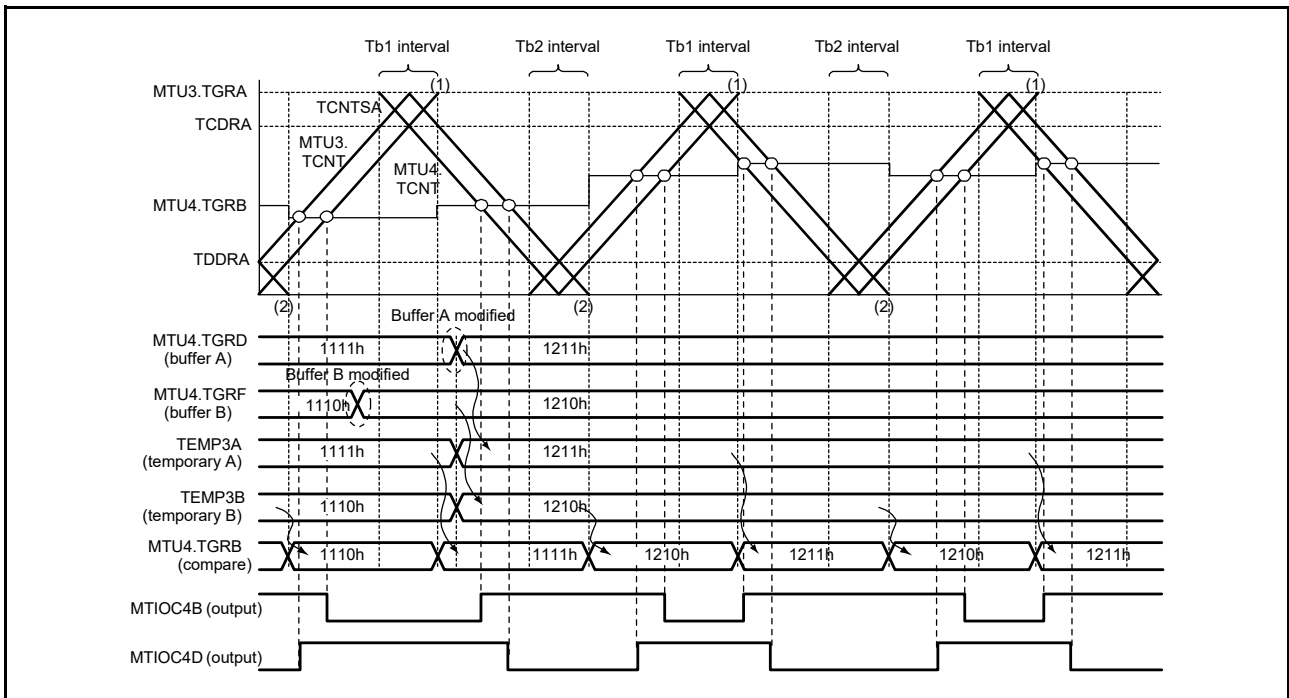 Tb1 interval
Tb2 interval
Tb1 interval
Tb2 interval
Tb1 interval
MTU3.TGRA
(1)
(1)
(1)
TCNTSA
TCDRA
MTU3.
TCNT
MTU4.
TCNT
MTU4.TGRB
TDDRA
(2)
(2)
(2)
Buffer A modified
MTU4.TGRD
(buffer A)
1111h
1211h
Buffer B modified
MTU4.TGRF
(buffer B)
1110h
1210h
TEMP3A
(temporary A)
1111h
1211h
TEMP3B
(temporary B)
1110h
1210h
MTU4.TGRB
(compare)
1110h
1111h
1210h
1211h
1210h
1211h
MTIOC4B (output)
MTIOC4D (output)